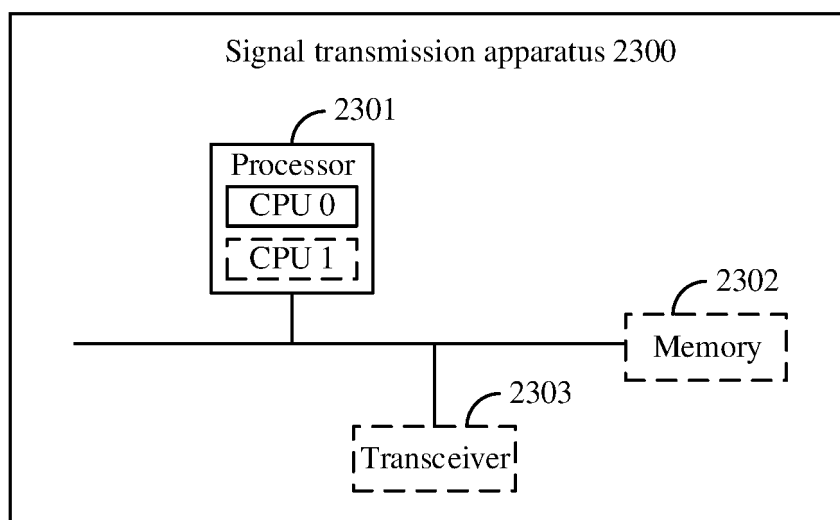 Signal transmission apparatus 2300
2301
Processor
CPU 0
CPU 1
2302
Memory
2303
Transceiver